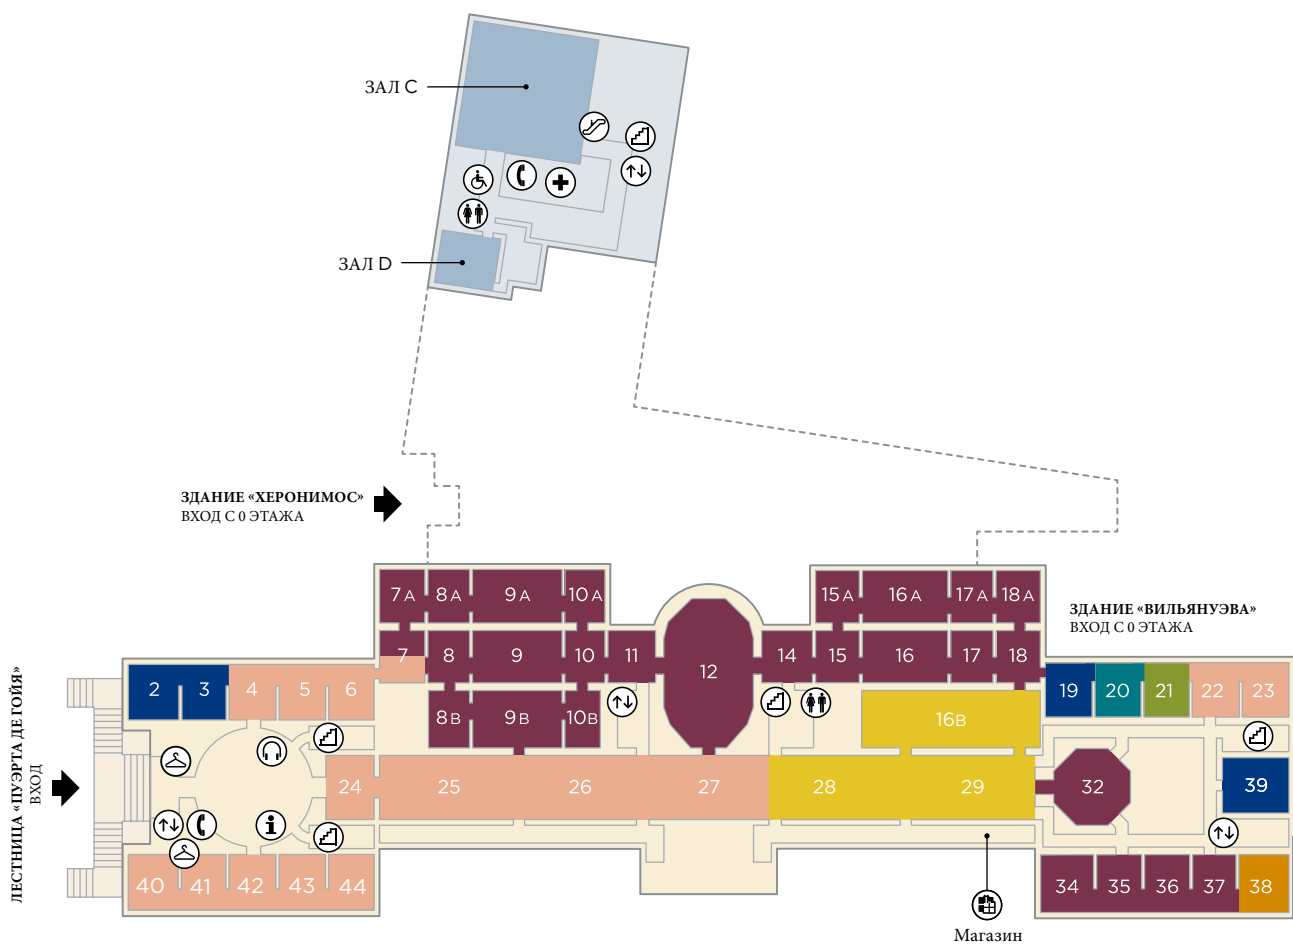 ЗАЛ C
ЗАЛ D
ЗДАНИЕ «ХЕРОНИМОС»
ВХОД С 0 ЭТАЖА
ЗДАНИЕ «ВИЛЬЯНУЭВА»
ВХОД С 0 ЭТАЖА
ЛЕСТНИЦА «ПУЭРТА ДЕ ГОЙЯ»
ВХОД
7A 8A 9A 10A 15A 16A 17A 18A
7 8 9 10 11 12 14 15 16 17 18
2 3 4 5 6 19 20 21 22 23
8B 9B 10B 16B
24 25 26 27 28 29 32 39
40 41 42 43 44 34 35 36 37 38
Магазин